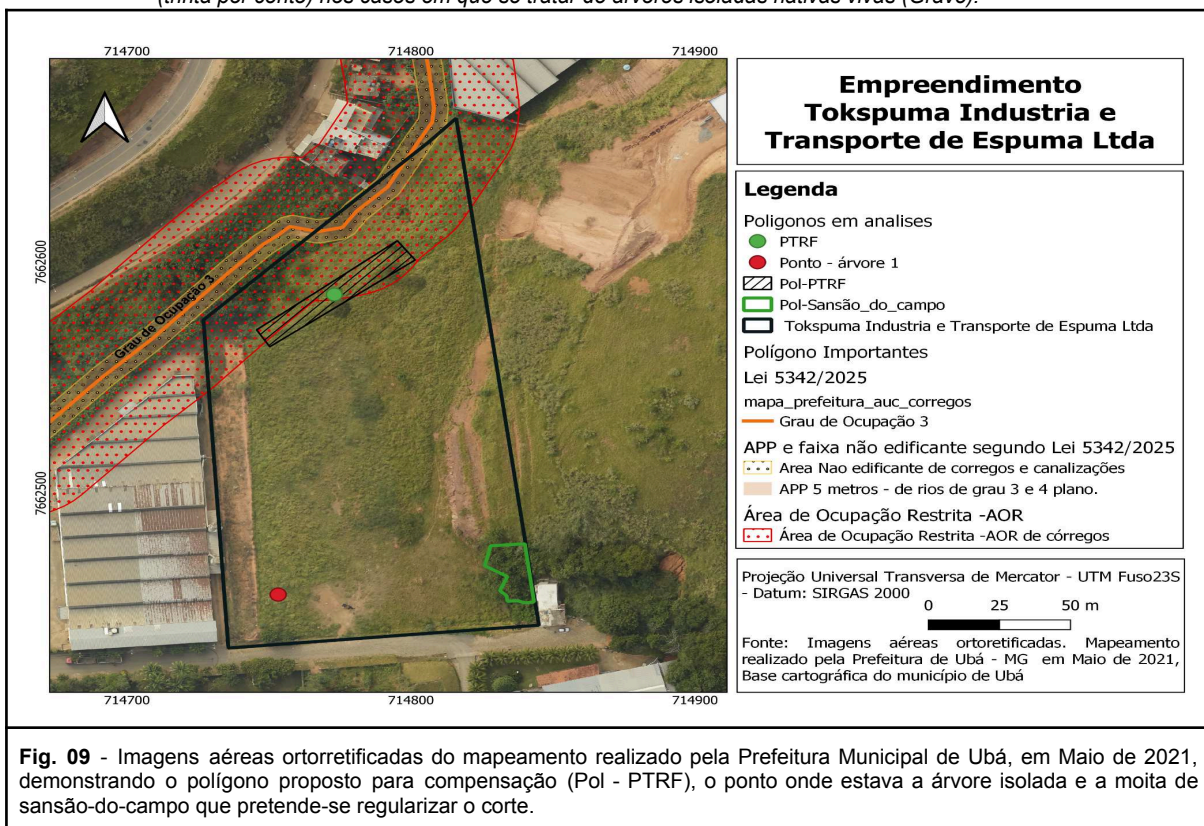 (trinta por cento) nos casos em que se tratar de árvores isoladas nativas vivas (Gravo).
714700
714800
714900
7662600
7662500
Grau de Ocupação 3
714700
714800
714900
Empreendimento
Tokspuma Industria e
Transporte de Espuma Ltda
Legenda
Poligonos em analises
PTRF
Ponto - árvore 1
Pol-PTRF
Pol-Sansão_do_campo
Tokspuma Industria e Transporte de Espuma Ltda
Polígono Importantes
Lei 5342/2025
mapa_prefeitura_auc_corregos
Grau de Ocupação 3
APP e faixa não edificante segundo Lei 5342/2025
Area Nao edificante de corregos e canalizações
APP 5 metros - de rios de grau 3 e 4 plano.
Área de Ocupação Restrita -AOR
Área de Ocupação Restrita -AOR de córregos
Projeção Universal Transversa de Mercator - UTM Fuso23S
- Datum: SIRGAS 2000
0 25 50 m
Fonte: Imagens aéreas ortoretificadas. Mapeamento
realizado pela Prefeitura de Ubá - MG em Maio de 2021,
Base cartográfica do município de Ubá
Fig. 09 - Imagens aéreas ortorretificadas do mapeamento realizado pela Prefeitura Municipal de Ubá, em Maio de 2021,
demonstrando o polígono proposto para compensação (Pol - PTRF), o ponto onde estava a árvore isolada e a moita de
sansão-do-campo que pretende-se regularizar o corte.